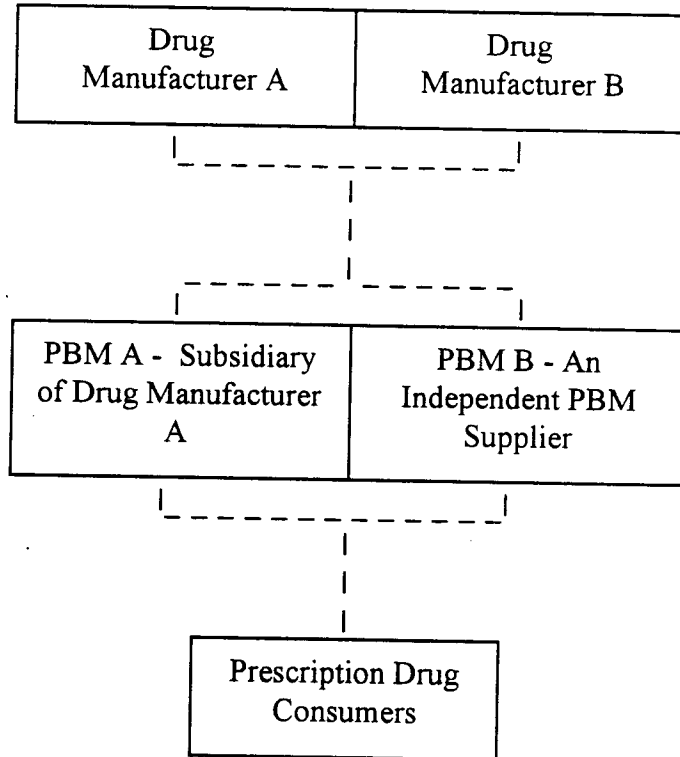 Drug
Manufacturer A
Drug
Manufacturer B
PBM A - Subsidiary
of Drug Manufacturer
A
PBM B - An
Independent PBM
Supplier
Prescription Drug
Consumers